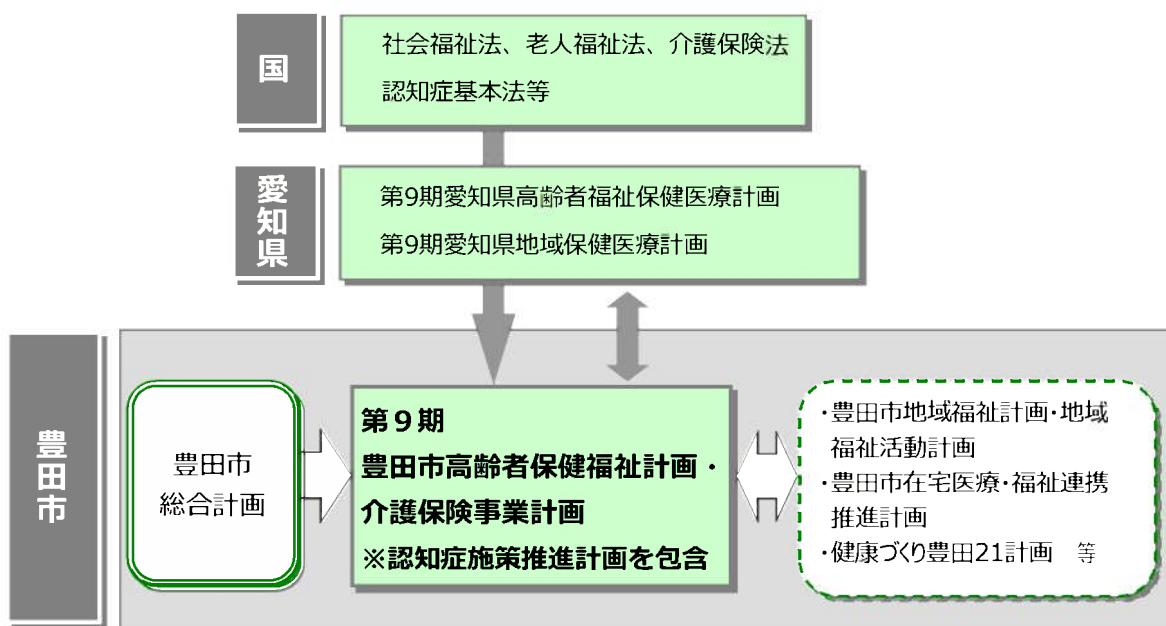 国
社会福祉法、老人福祉法、介護保険法
認知症基本法等
愛知県
第9期愛知県高齢者福祉保健医療計画
第9期愛知県地域保健医療計画
豊田市
豊田市
総合計画
第９期
豊田市高齢者保健福祉計画・
介護保険事業計画
※認知症施策推進計画を包含
・豊田市地域福祉計画・地域
福祉活動計画
・豊田市在宅医療・福祉連携
推進計画
・健康づくり豊田21計画　等